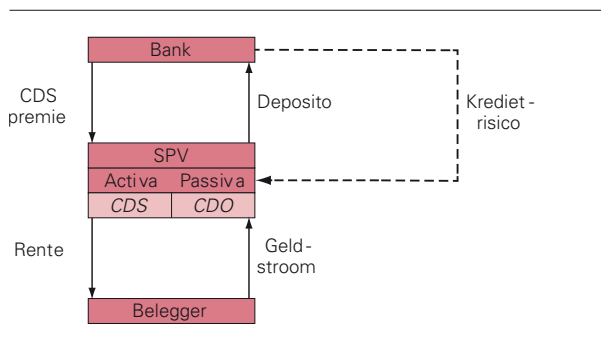 Bank
CDS
premie
Deposito
Krediet -
risico
SPV
Activa Passiva
CDS CDO
Rente
Geld -
stroom
Belegger